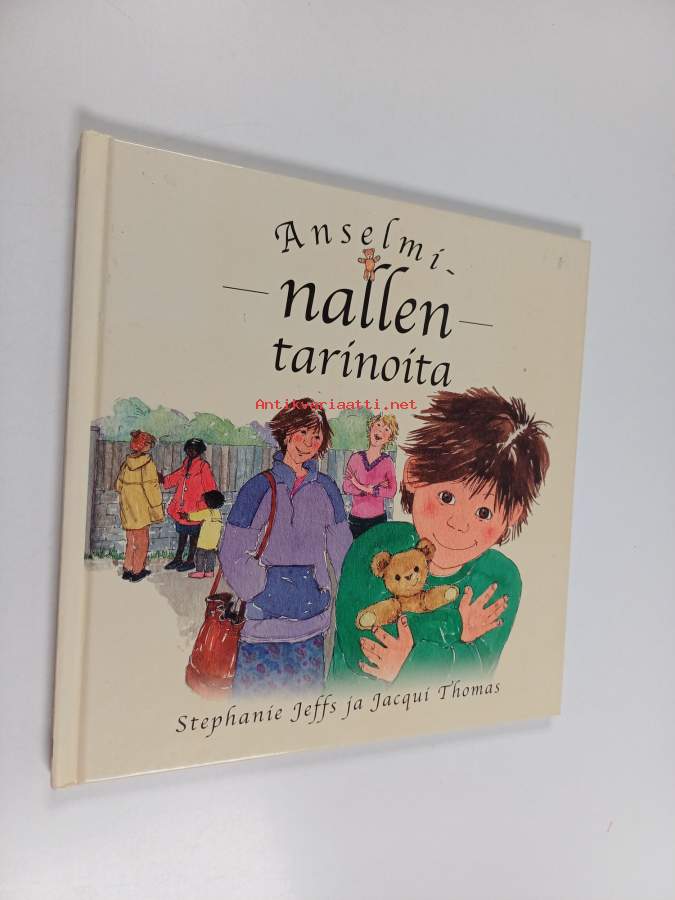 Anselmi-
nallen
tarinoita
Antikvariaatti.net
Stephanie Jeffs ja Jacqui Thomas